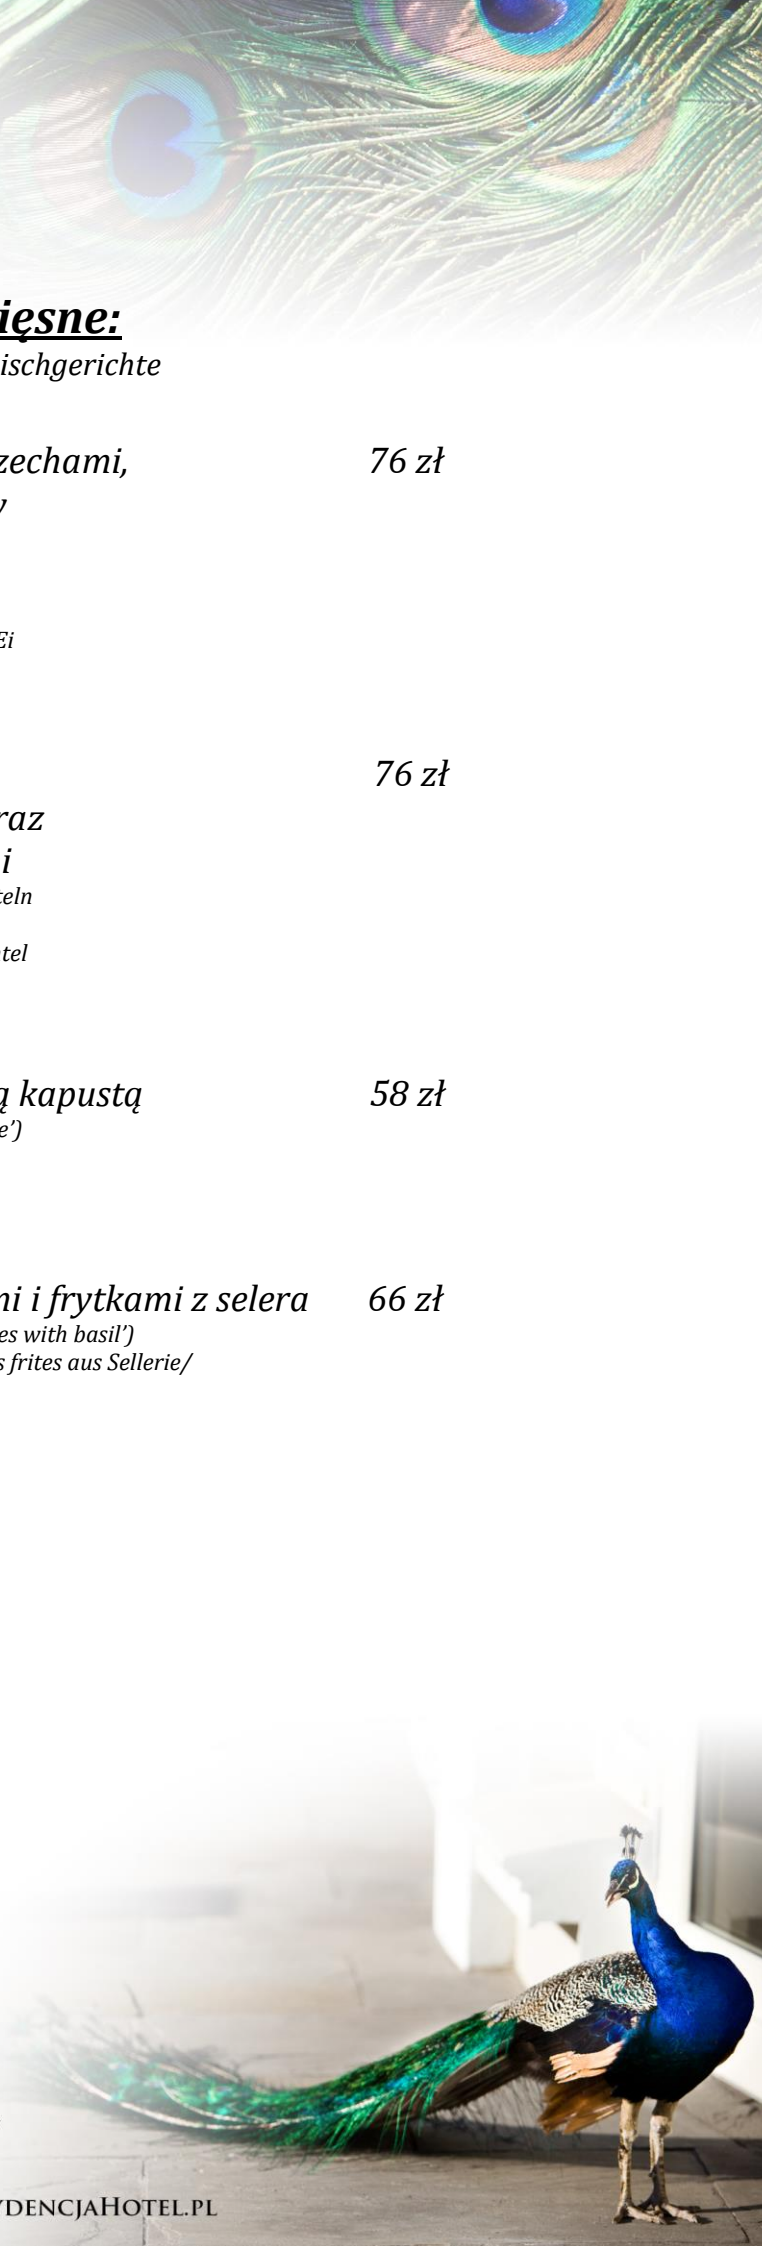 ięsne:
ischgerichte
zechami, 76 zł
y
Ei
76 zł
raz
i
teln
tel
ą kapustą 58 zł
e’)
ni i frytkami z selera 66 zł
es with basil’)
s frites aus Sellerie/
YDENCJAHOTEL.PL